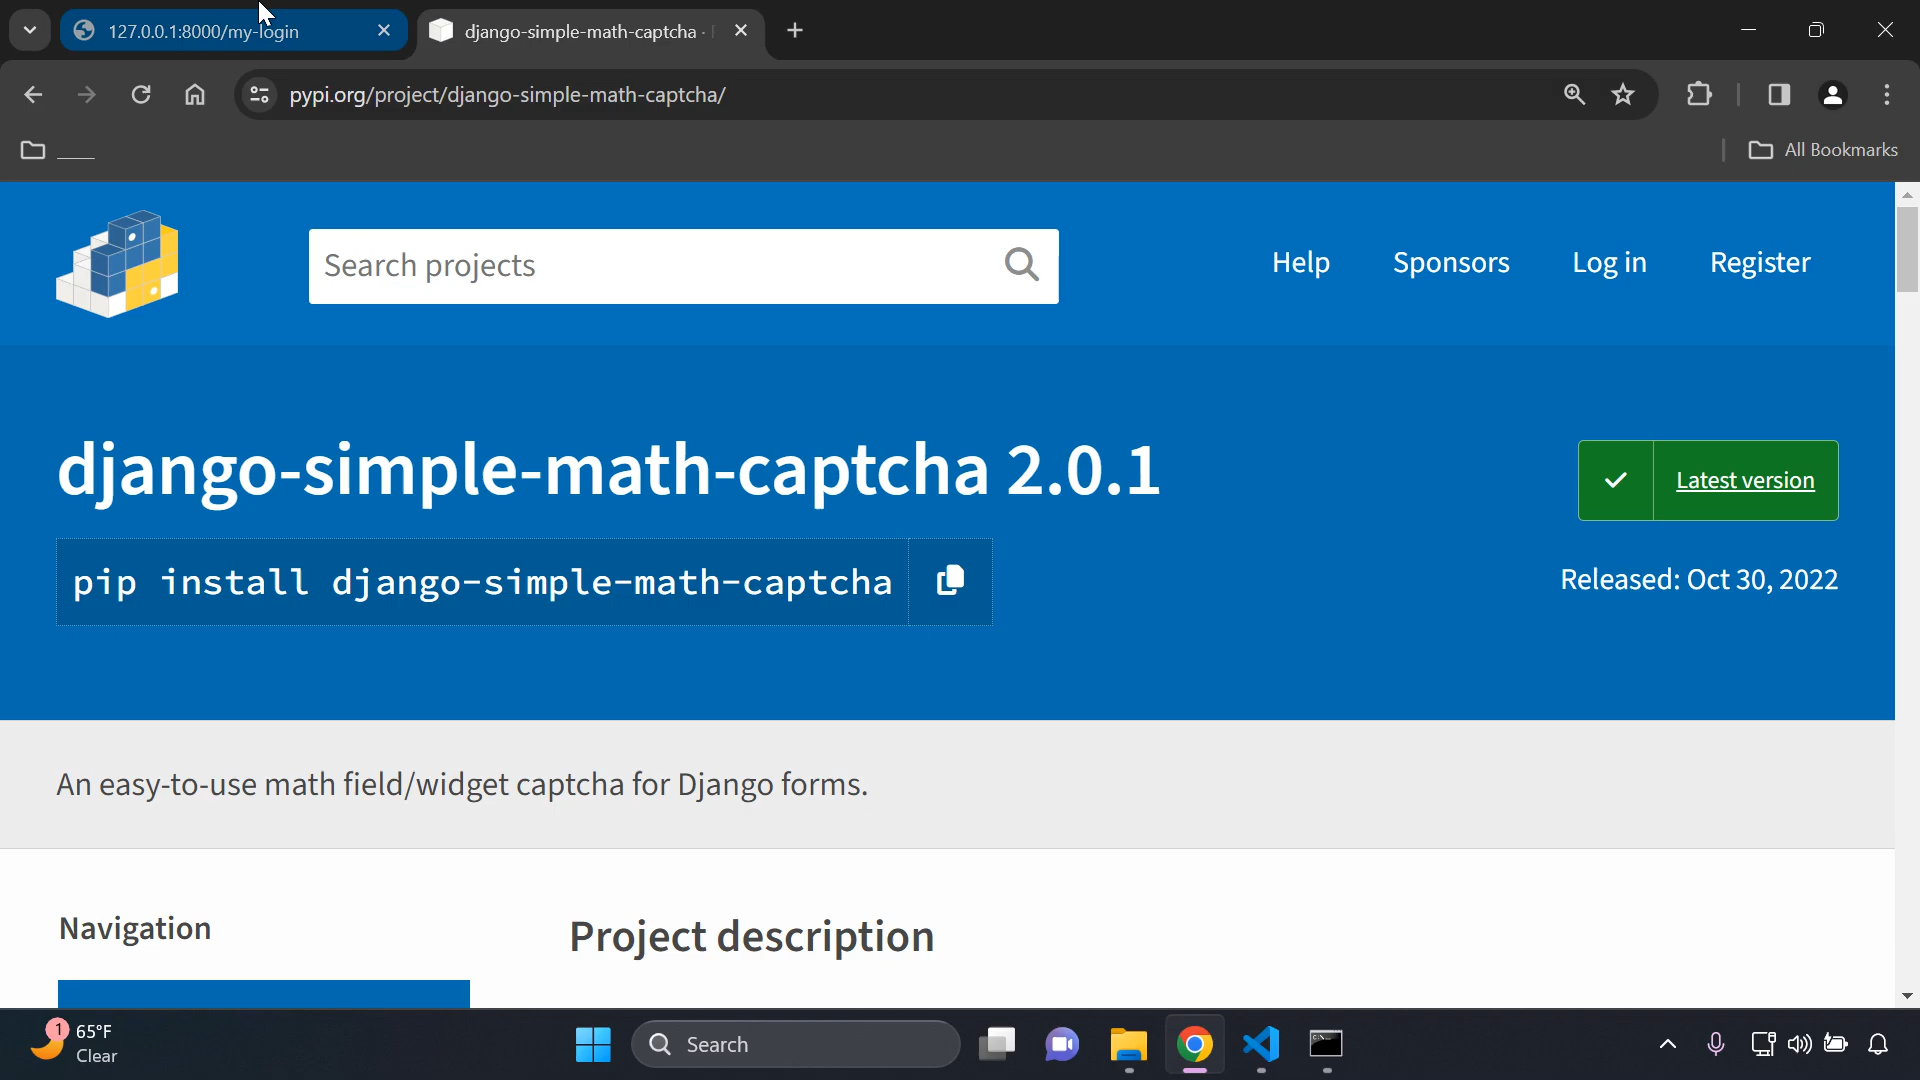 127.0.0.1:8000/my-login
django-simple-math-captcha ·
pypi.org/project/django-simple-math-captcha/
____
All Bookmarks
Search projects
Help
Sponsors
Log in
Register
django-simple-math-captcha 2.0.1
Latest version
pip install django-simple-math-captcha
Released: Oct 30, 2022
An easy-to-use math field/widget captcha for Django forms.
Navigation
Project description
1
65°F
Clear
Search